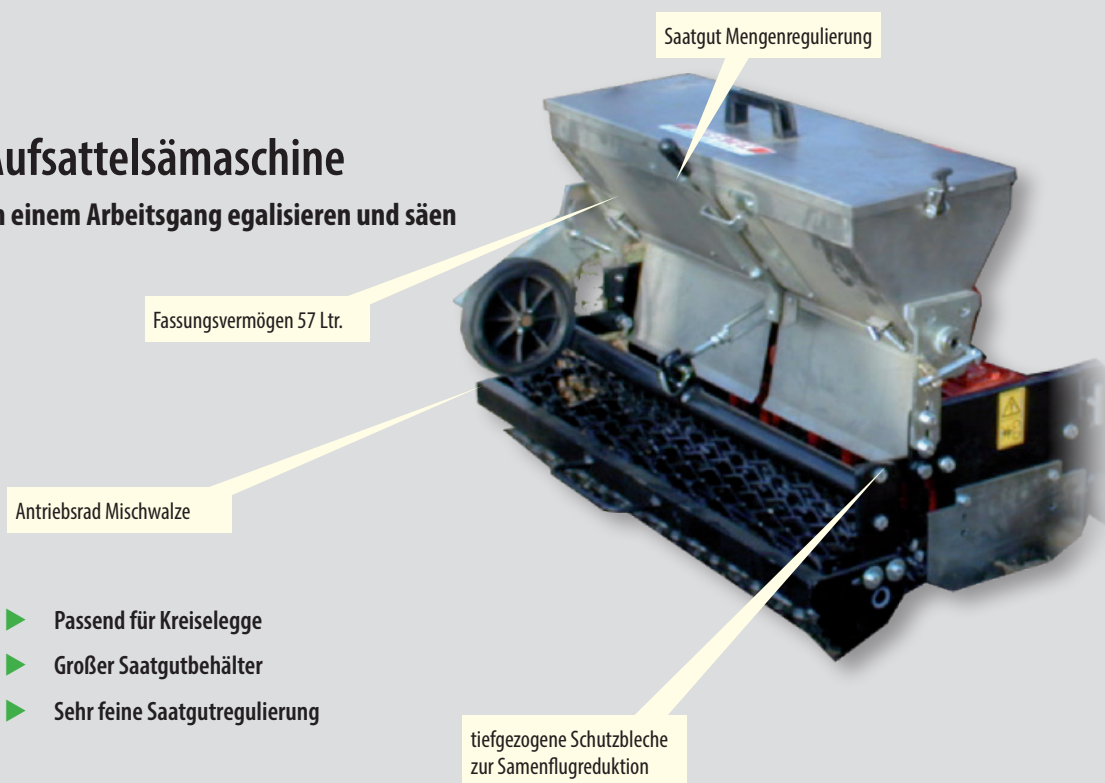 Saatgut Mengenregulierung
Aufsattelsämaschine
n einem Arbeitsgang egalisieren und säen
Fassungsvermögen 57 Ltr.
Antriebsrad Mischwalze
Passend für Kreiselegge
Großer Saatgutbehälter
Sehr feine Saatgutregulierung
tiefgezogene Schutzbleche
zur Samenflugreduktion